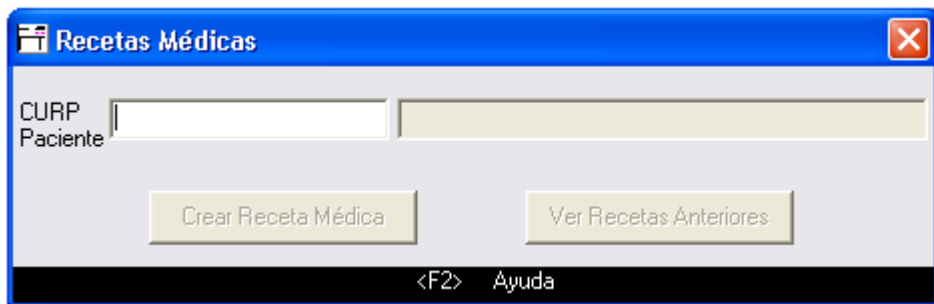 Recetas Médicas
CURP
Paciente
Crear Receta Médica
Ver Recetas Anteriores
<F2> Ayuda